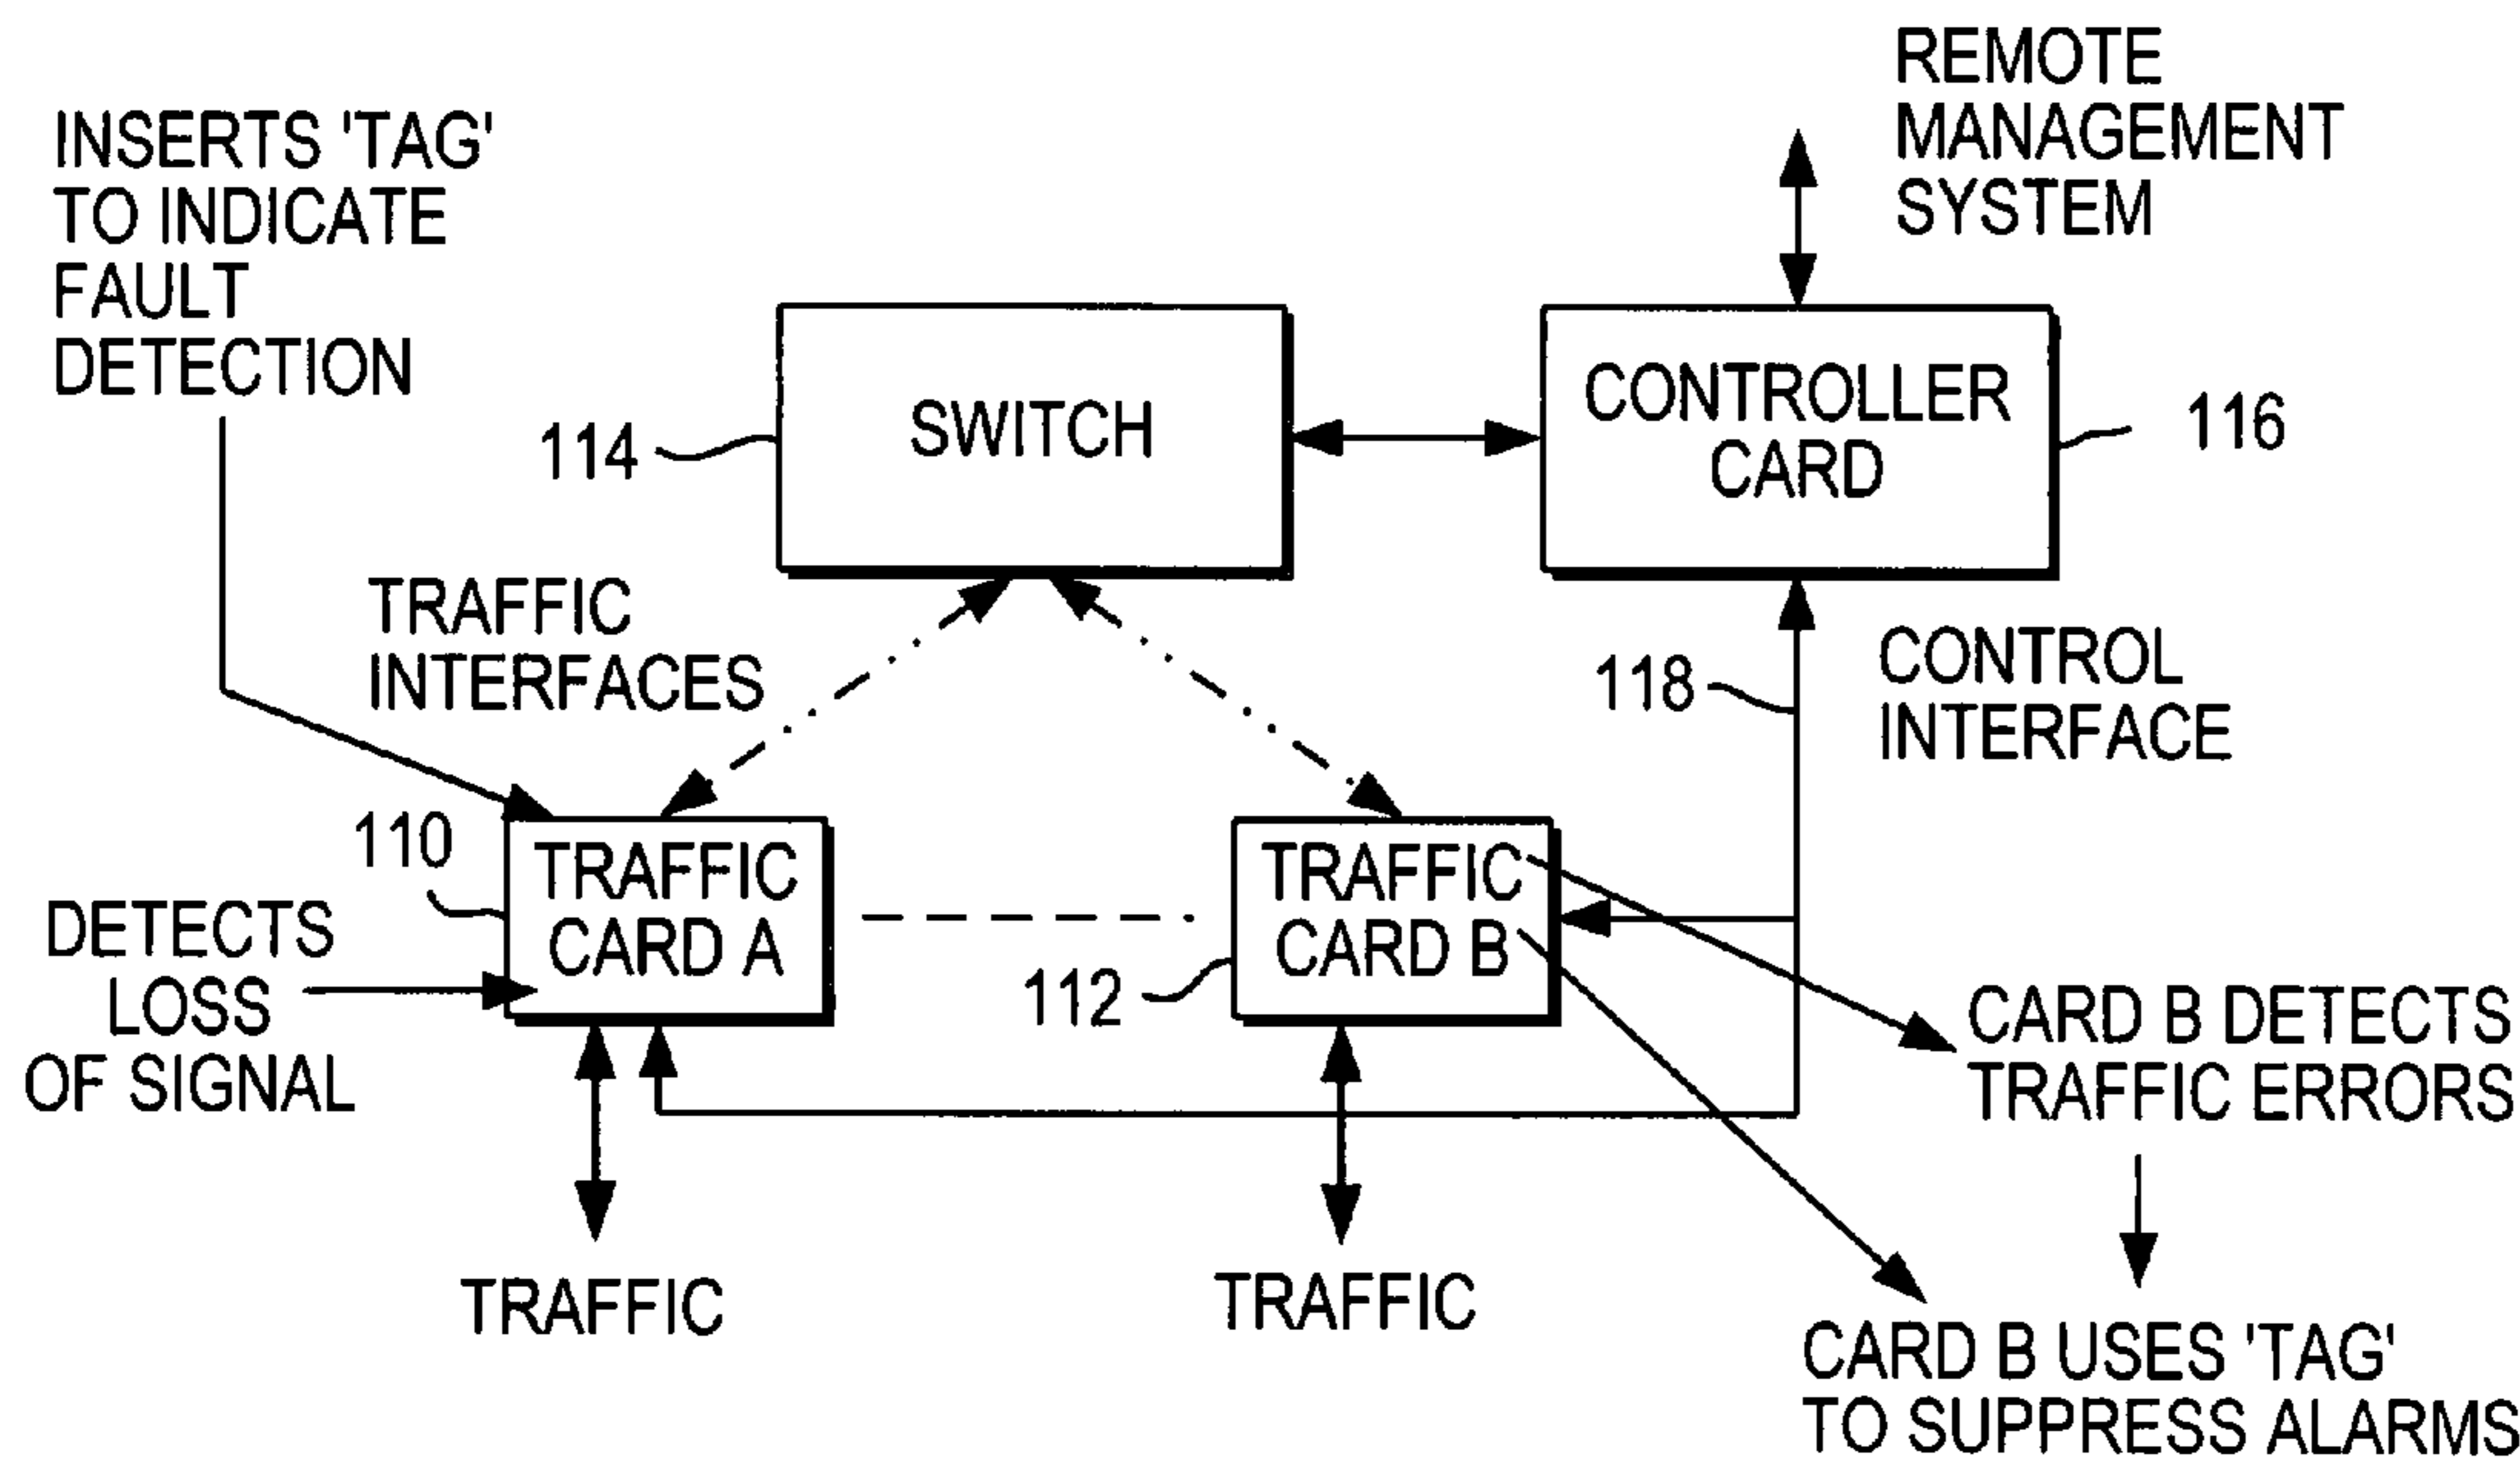 REMOTE
MANAGEMENT
SYSTEM
INSERTS 'TAG'
TO INDICATE
FAULT
DETECTION
114
SWITCH
CONTROLLER
CARD
116
TRAFFIC
INTERFACES
118
CONTROL
INTERFACE
110
TRAFFIC
CARD A
TRAFFIC
CARD B
112
DETECTS
LOSS
OF SIGNAL
CARD B DETECTS
TRAFFIC ERRORS
TRAFFIC
TRAFFIC
CARD B USES 'TAG'
TO SUPPRESS ALARMS